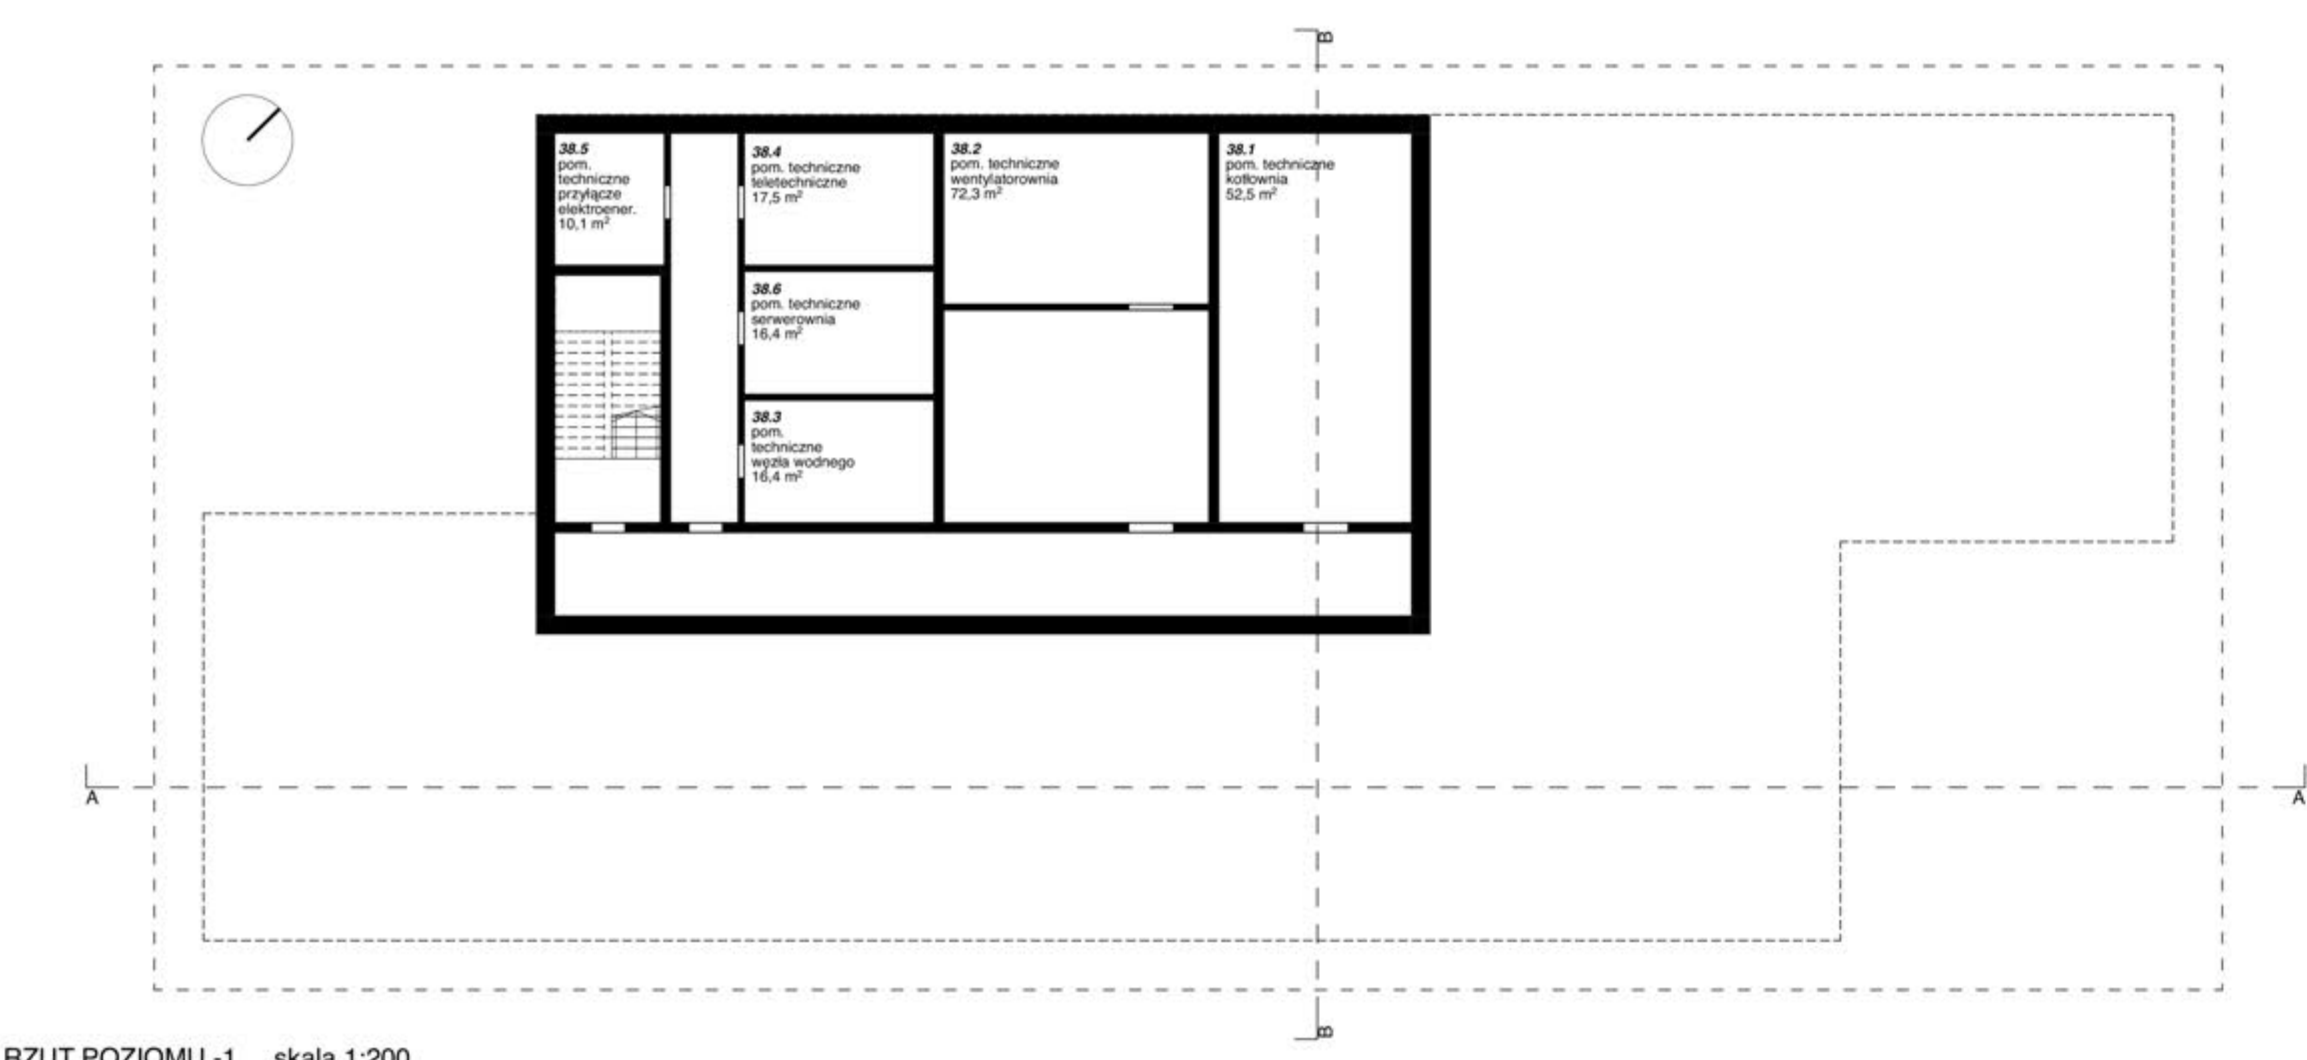 B
38.5
pom.
techniczne
przyłącze
elektroener.
10,1 m²
38.4
pom. techniczne
teletechniczne
17,5 m²
38.2
pom. techniczne
wentylatorownia
72,3 m²
38.1
pom. techniczne
kotłownia
52,5 m²
38.6
pom. techniczne
serwerownia
16,4 m²
38.3
pom.
techniczne
węzła wodnego
16,4 m²
A
A
B
RZUT POZIOMU -1 skala 1:200